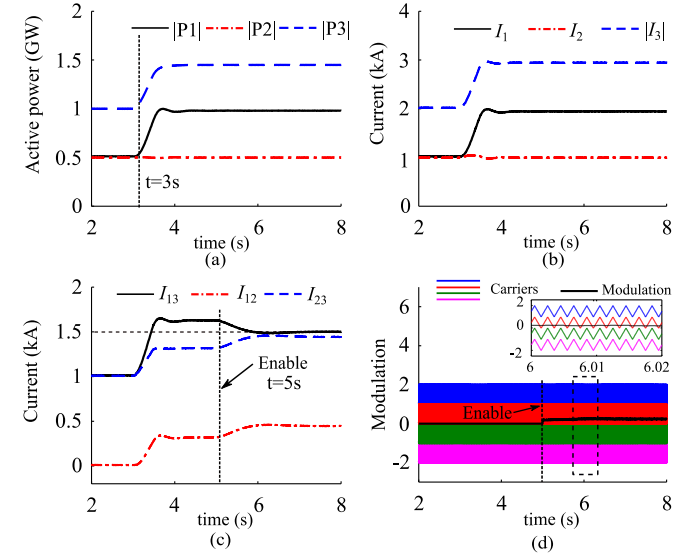 |P1| |P2| |P3|
Active power (GW)
2
1.5
1
0.5
0
t=3s
2 4 6 8
time (s)
(a)
I1 I2 |I3|
Current (kA)
4
3
2
1
0
2 4 6 8
time (s)
(b)
I13 I12 I23
Current (kA)
2
1.5
1
0.5
0
Enable
t=5s
2 4 6 8
time (s)
(c)
Carriers Modulation
Modulation
6
4
2
0
-2
2
0
-2
6 6.01 6.02
Enable
2 4 6 8
time (s)
(d)